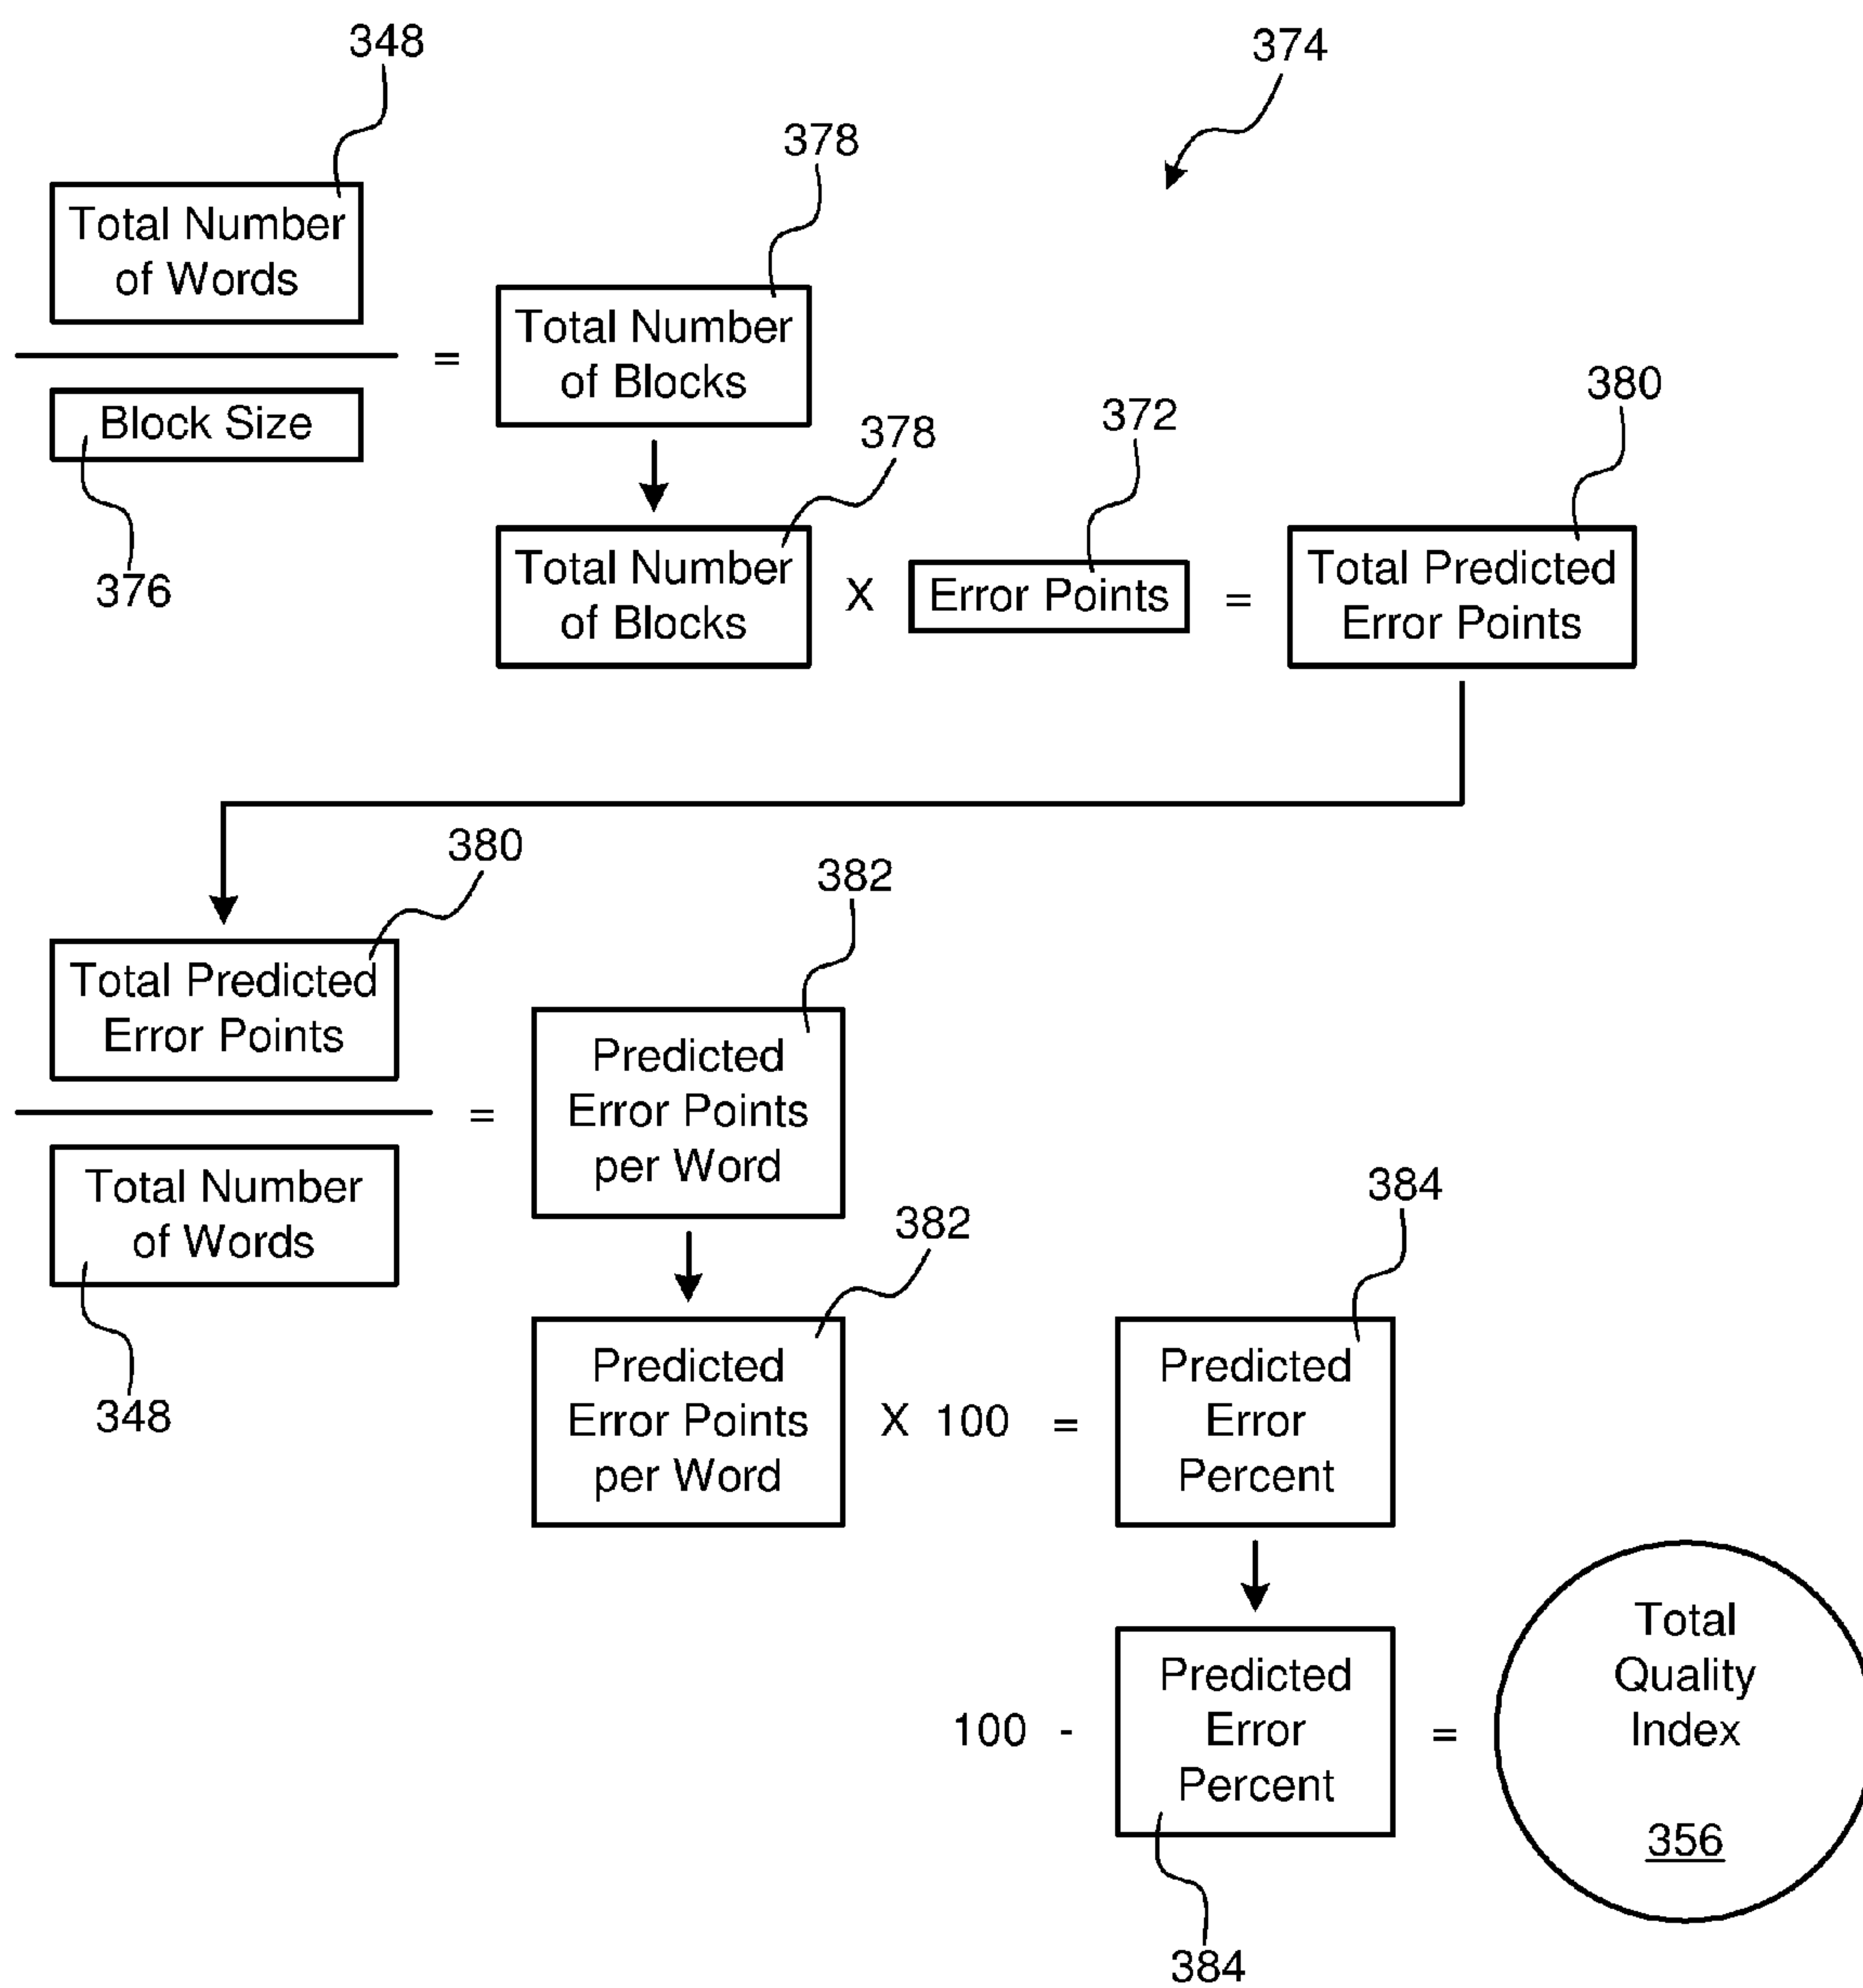 348
374
378
Total Number
of Words
=
Total Number
of Blocks
Block Size
376
378
372
380
Total Number
of Blocks
X
Error Points
=
Total Predicted
Error Points
380
382
Total Predicted
Error Points
=
Predicted
Error Points
per Word
Total Number
of Words
348
382
384
Predicted
Error Points
per Word
X 100 =
Predicted
Error
Percent
100 -
Predicted
Error
Percent
=
Total
Quality
Index
356
384